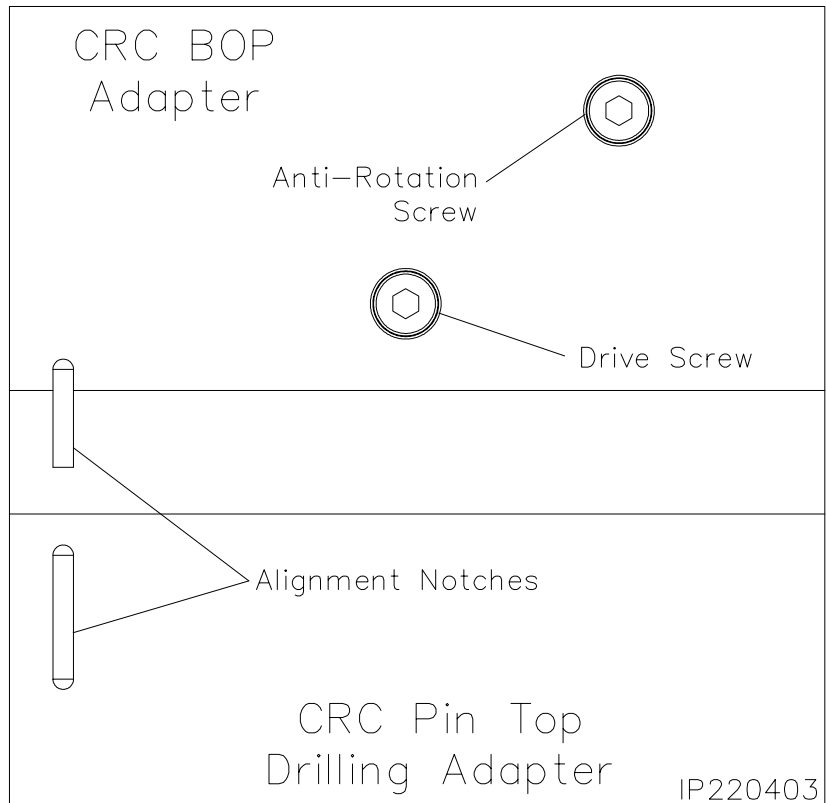 CRC BOP
Adapter
Anti-Rotation
Screw
Drive Screw
Alignment Notches
CRC Pin Top
Drilling Adapter
IP220403